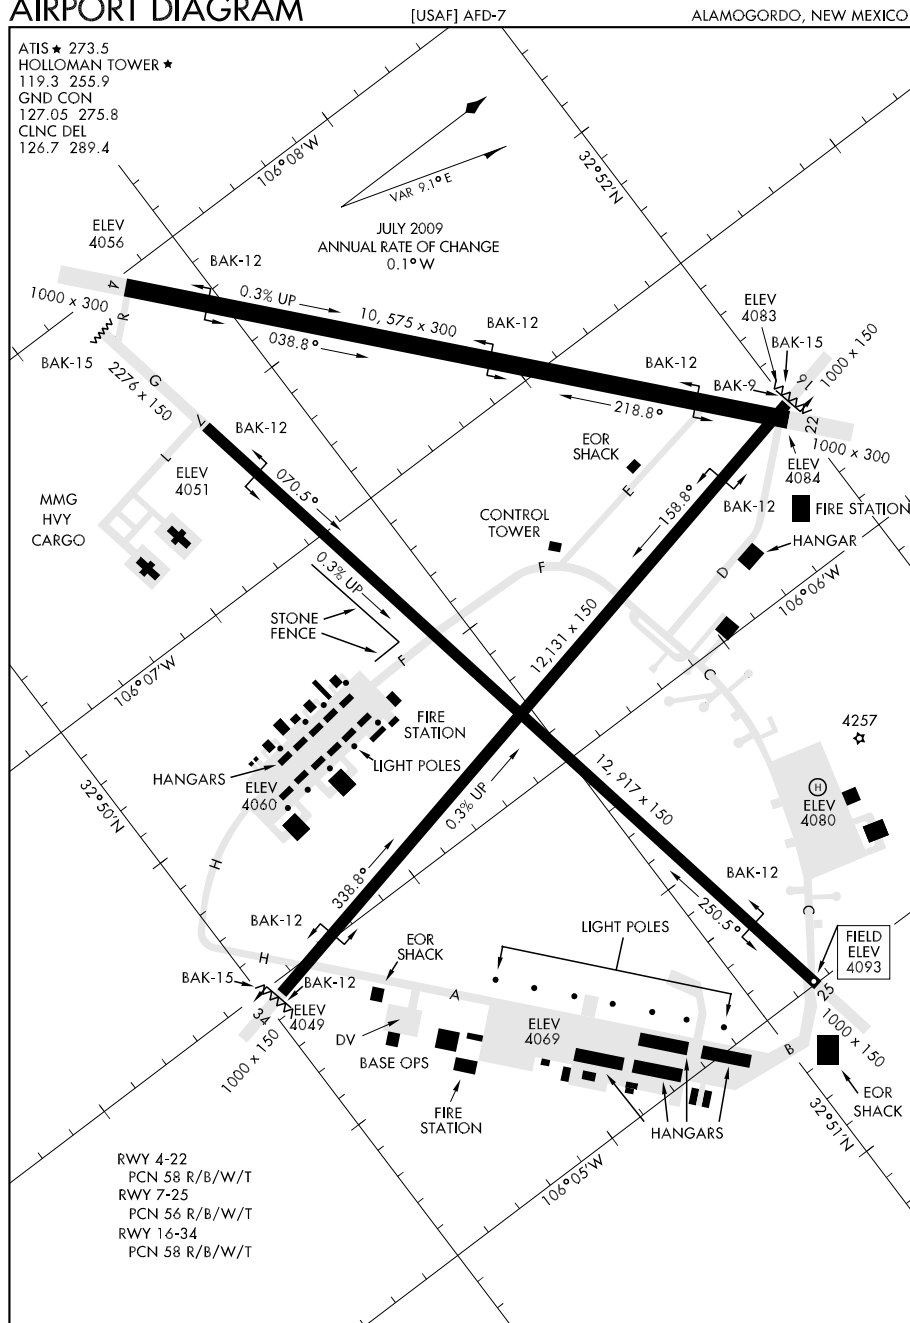 AIRPORT DIAGRAM
[USAF] AFD-7
ALAMOGORDO, NEW MEXICO
ATIS★ 273.5
HOLLOMAN TOWER★
119.3 255.9
GND CON
127.05 275.8
CLNC DEL
126.7 289.4
106°08'W
32°52'N
VAR 9.1° E
JULY 2009
ANNUAL RATE OF CHANGE
0.1° W
ELEV
4056
BAK-12
1000 x 300
4
R
0.3% UP
10, 575 x 300
038.8°
BAK-12
ELEV
4083
BAK-15
16
1000 x 150
BAK-12
BAK-9
218.8°
22
1000 x 300
BAK-15
G
2276 x 150
7
BAK-12
L
ELEV
4051
070.5°
EOR
SHACK
E
ELEV
4084
MMG
HVY
CARGO
CONTROL
TOWER
158.8°
BAK-12
FIRE STATION
HANGAR
F
D
0.3% UP
106°06'W
STONE
FENCE
12,131 x 150
F
C
106°07'W
FIRE
STATION
4257
HANGARS
LIGHT POLES
ELEV
4060
32°50'N
12, 917 x 150
0.3% UP
H
ELEV
4080
H
338.8°
BAK-12
250.5°
C
BAK-12
EOR
SHACK
LIGHT POLES
FIELD
ELEV
4093
H
BAK-15
BAK-12
A
25
34
ELEV
4049
1000 x 150
DV
BASE OPS
ELEV
4069
1000 x 150
B
FIRE
STATION
HANGARS
EOR
SHACK
32°51'N
106°05'W
RWY 4-22
PCN 58 R/B/W/T
RWY 7-25
PCN 56 R/B/W/T
RWY 16-34
PCN 58 R/B/W/T